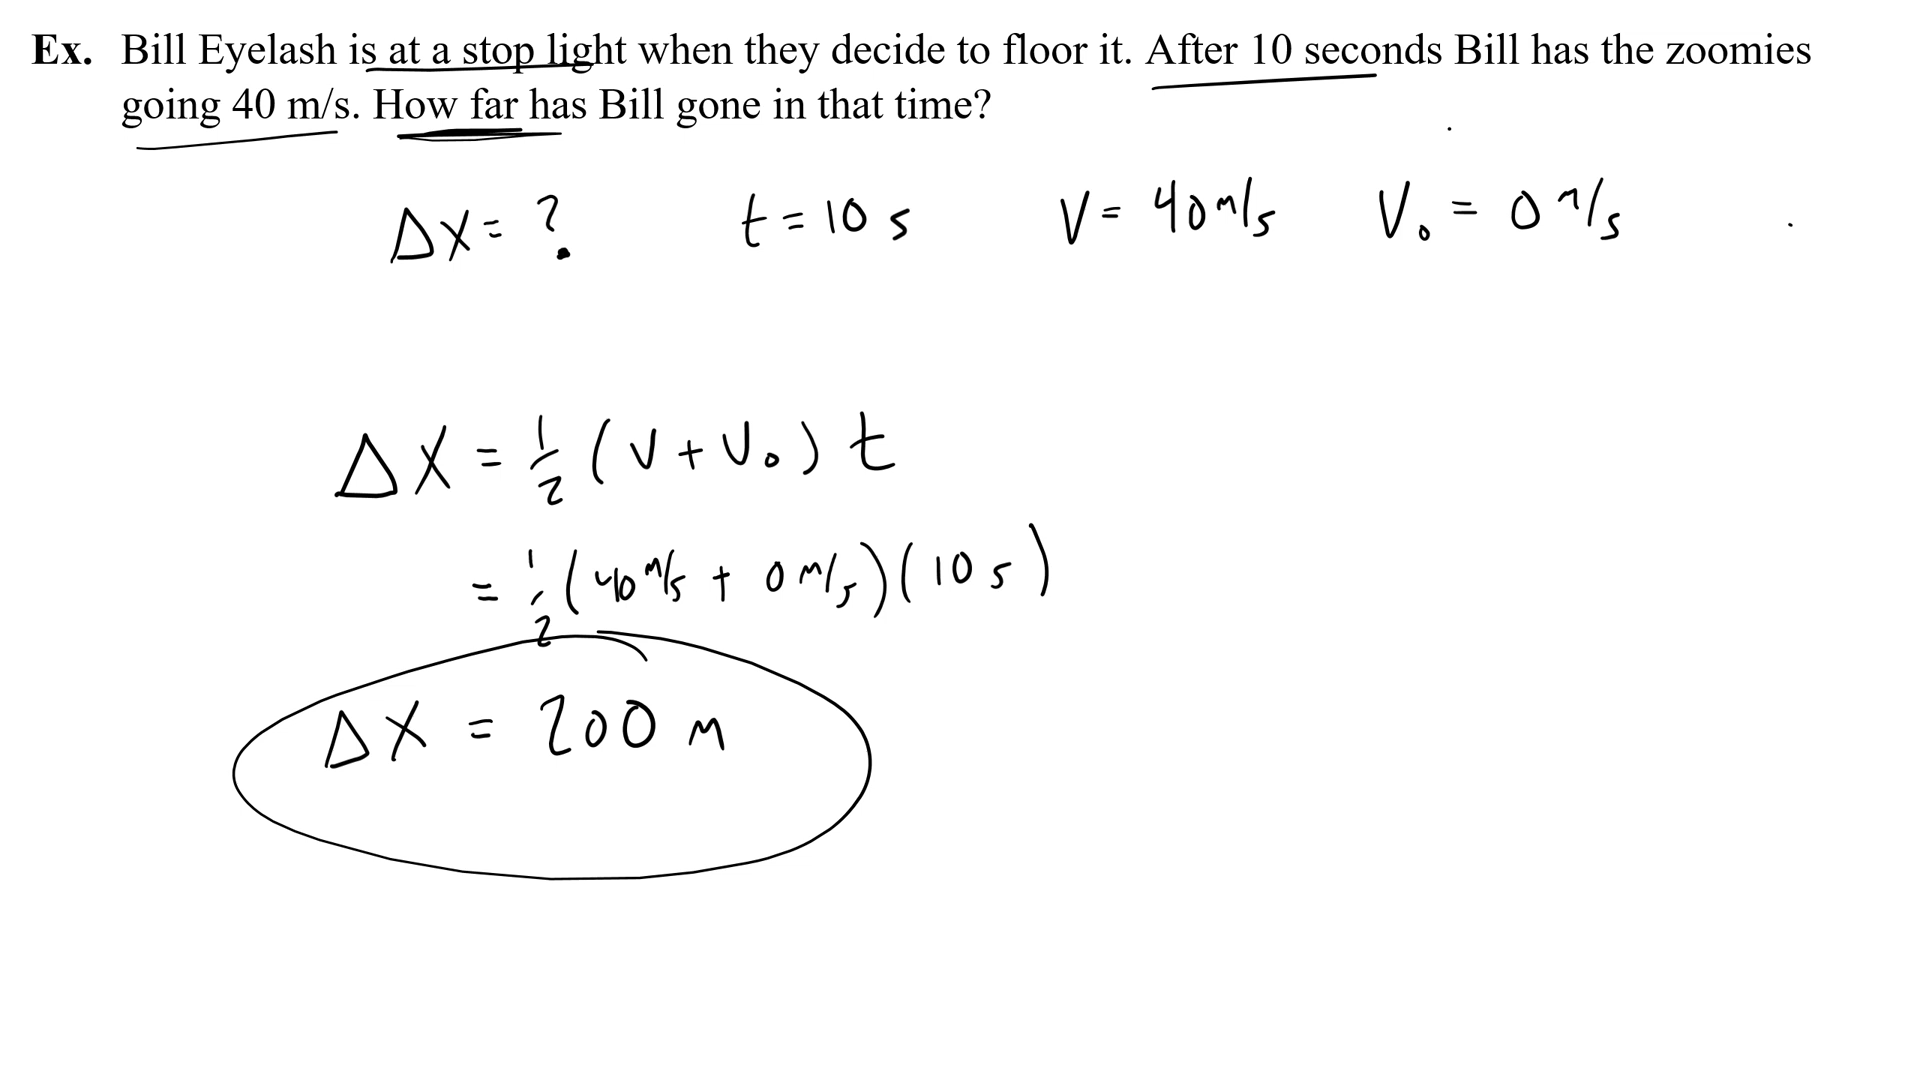 Ex. Bill Eyelash is at a stop light when they decide to floor it. After 10 seconds Bill has the zoomies
going 40 m/s. How far has Bill gone in that time?
Δx = ? t = 10 s V = 40 m/s V₀ = 0 m/s
Δx = 1/2 (V + V₀) t
= 1/2 (40 m/s + 0 m/s)(10 s)
Δx = 200 m